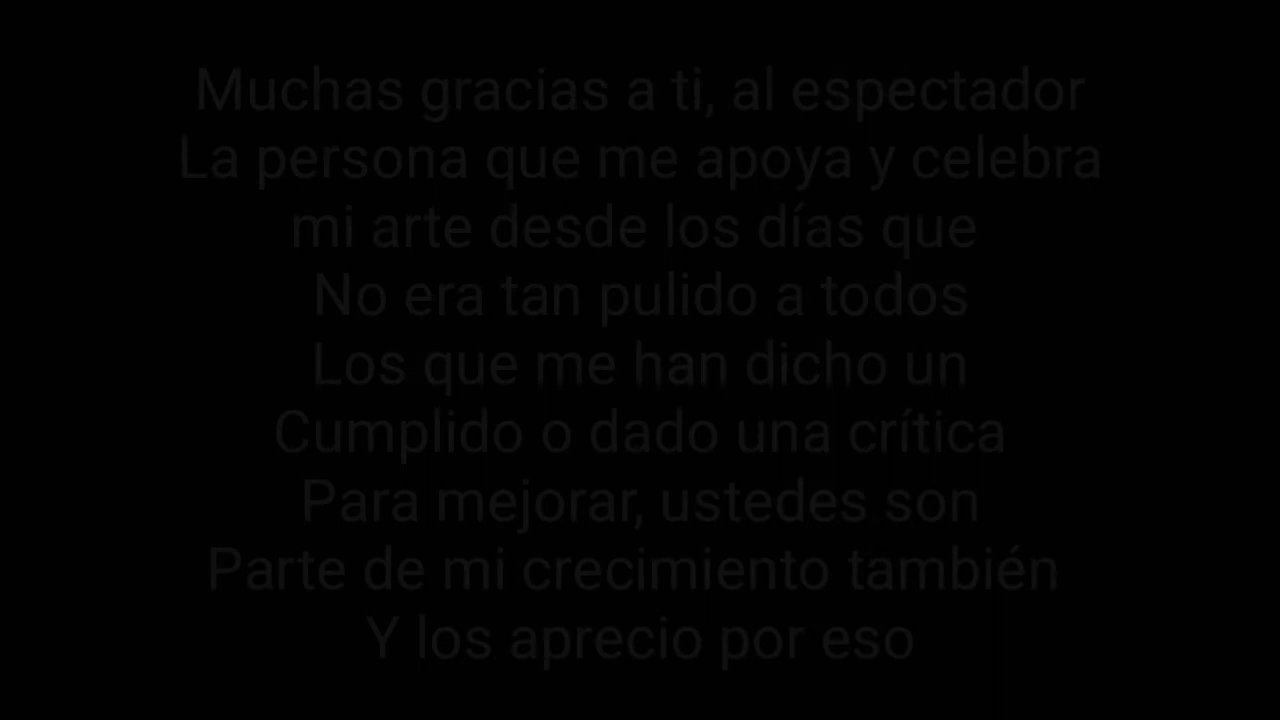 Muchas gracias a ti, al espectador
La persona que me apoya y celebra
mi arte desde los días que
No era tan pulido a todos
Los que me han dicho un
Cumplido o dado una crítica
Para mejorar, ustedes son
Parte de mi crecimiento también
Y los aprecio por eso